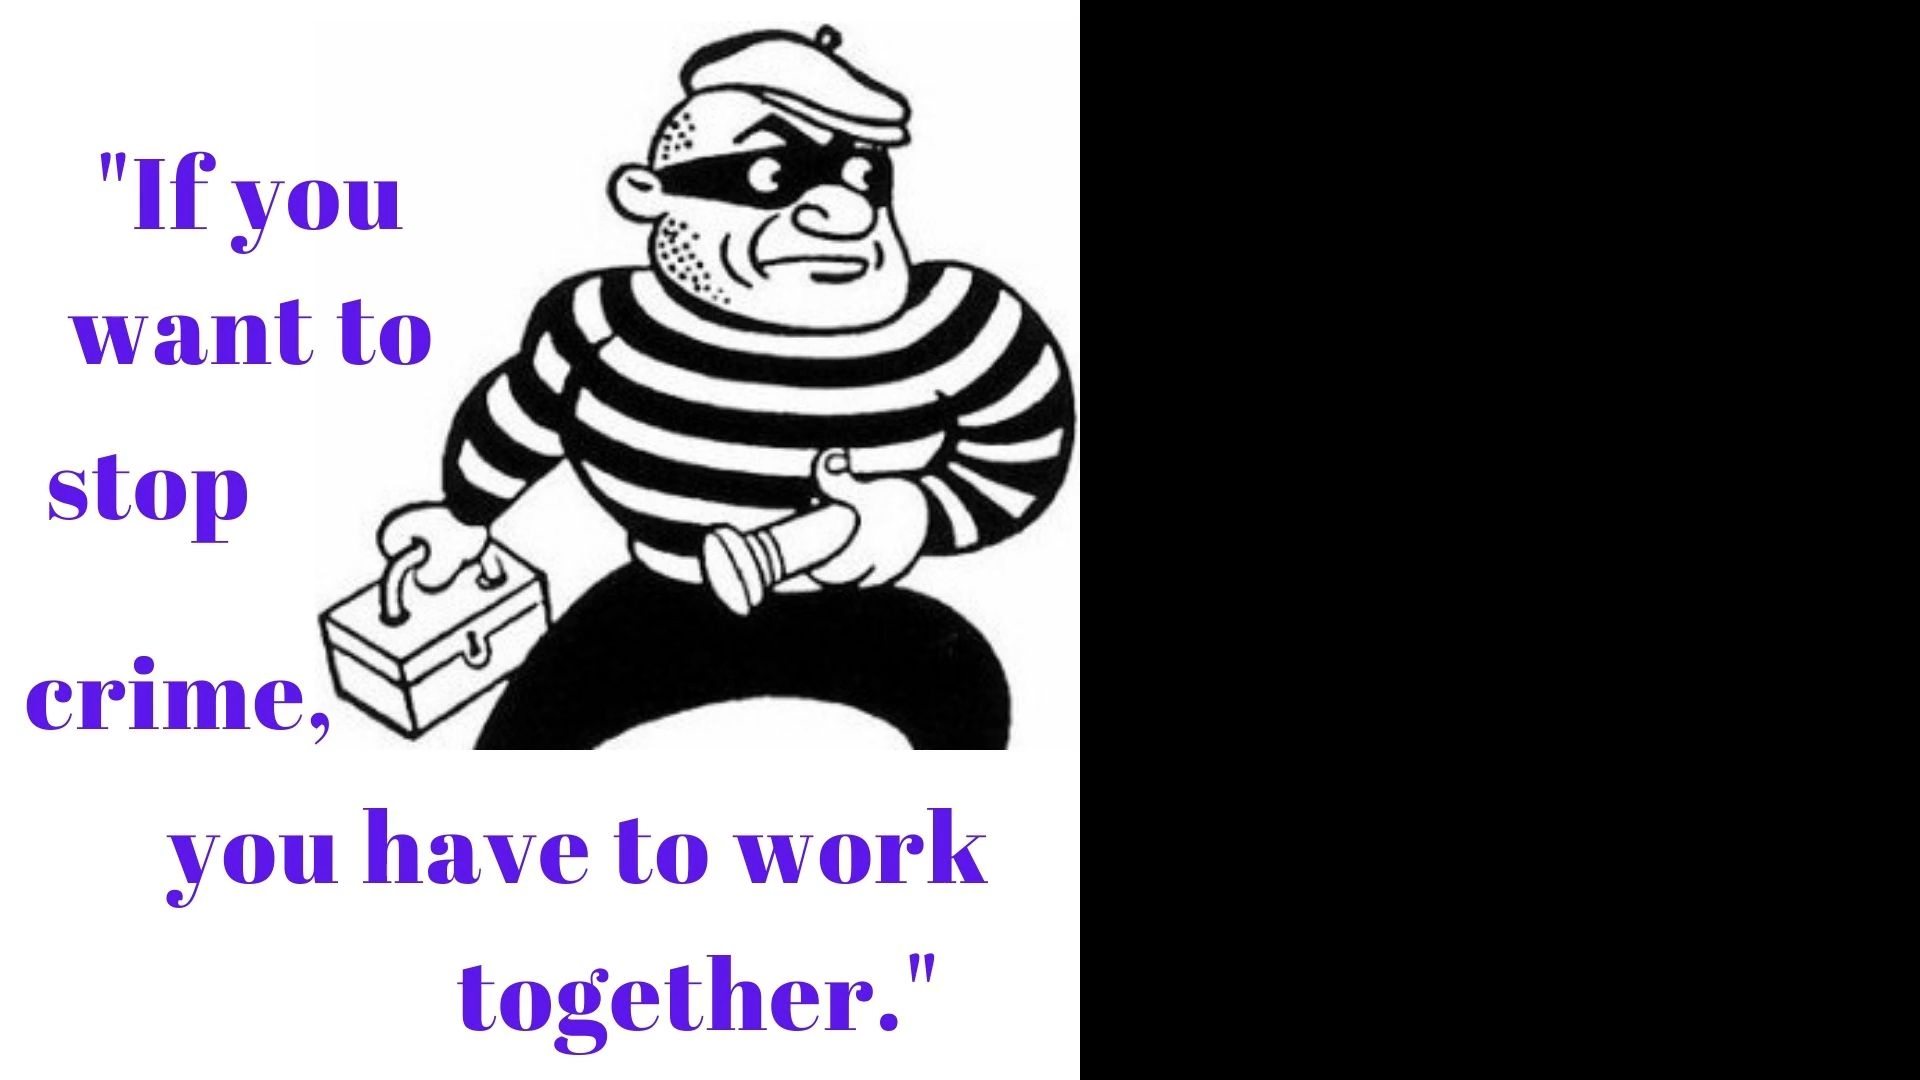 "If you
want to
stop
crime,
you have to work
together."